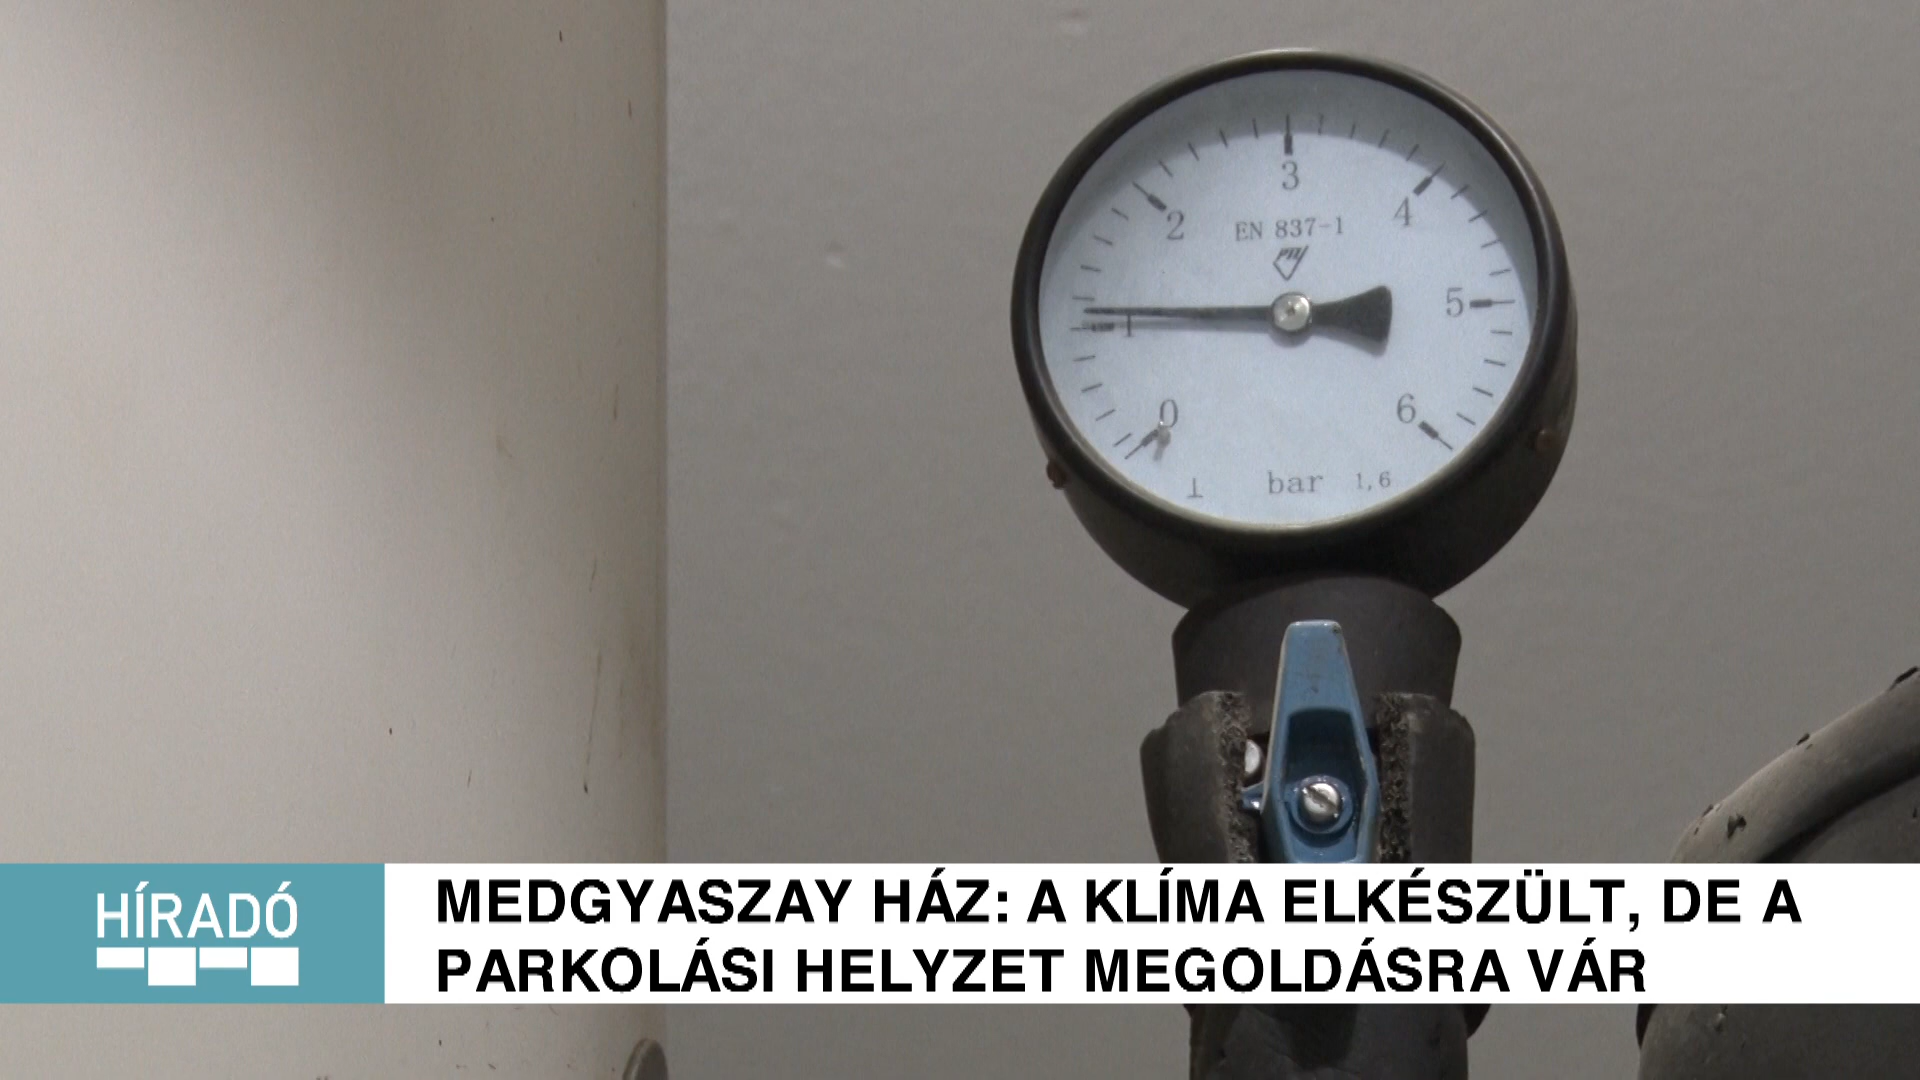 3
2
4
EN 837-1
5
1
0
6
bar 1,6
HÍRADÓ
MEDGYASZAY HÁZ: A KLÍMA ELKÉSZÜLT, DE A
PARKOLÁSI HELYZET MEGOLDÁSRA VÁR